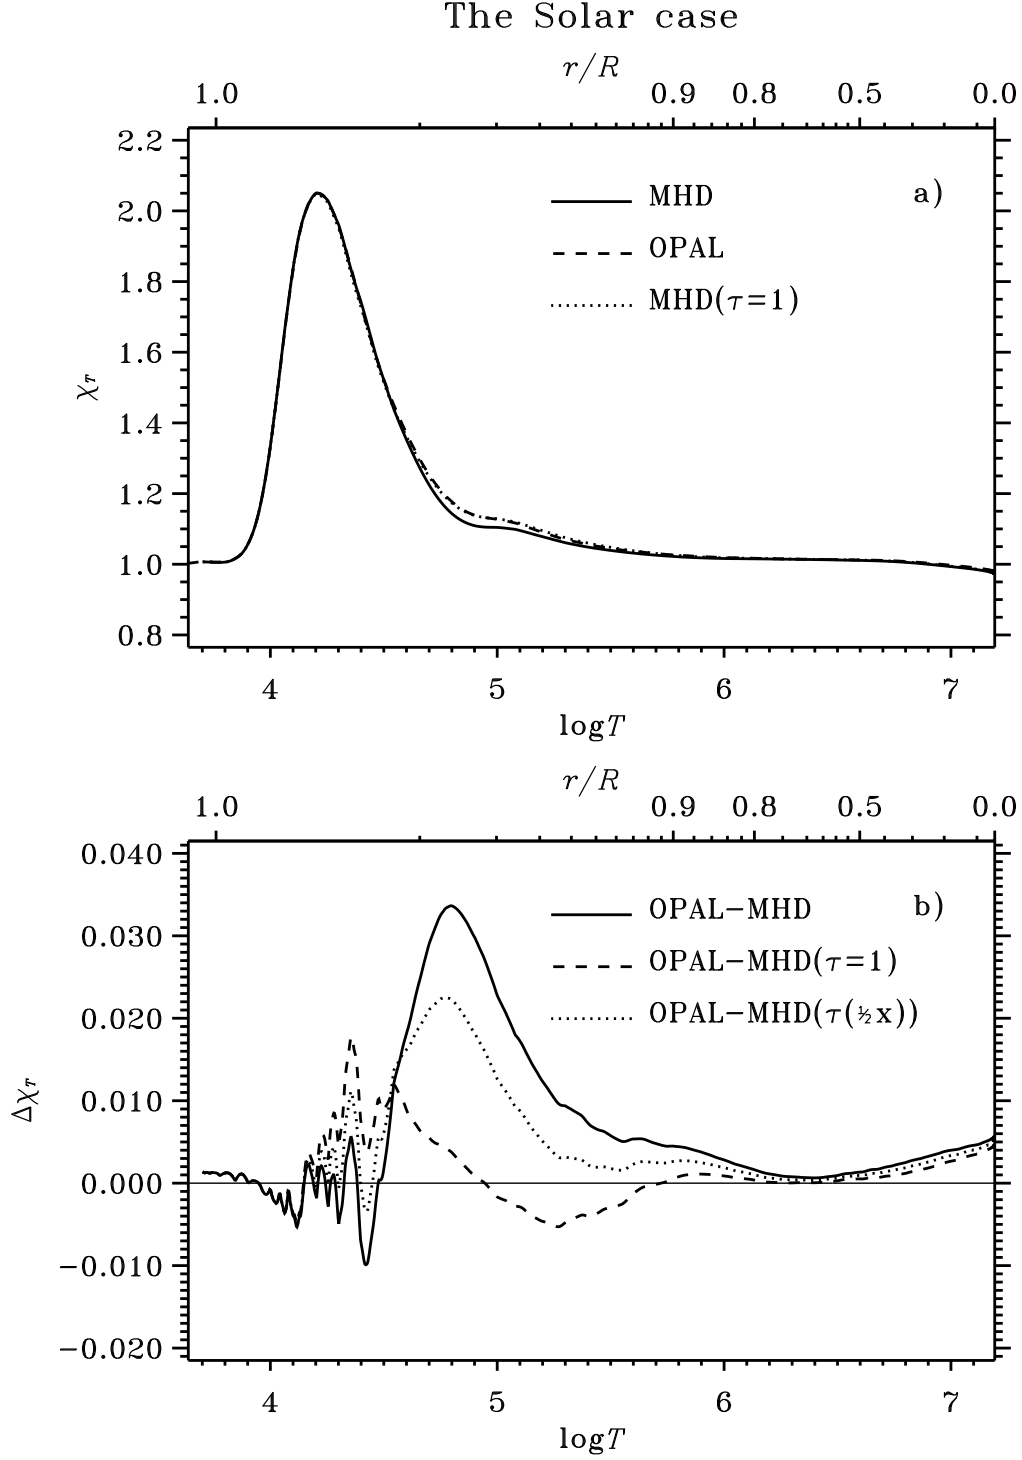 The Solar case
r/R
1.0 0.9 0.8 0.5 0.0
2.2
2.0
1.8
1.6
1.4
1.2
1.0
0.8
χT
MHD
OPAL
MHD(τ=1)
a)
4 5 6 7
logT
r/R
1.0 0.9 0.8 0.5 0.0
0.040
0.030
0.020
0.010
0.000
−0.010
−0.020
ΔχT
OPAL−MHD
OPAL−MHD(τ=1)
OPAL−MHD(τ(½x))
b)
4 5 6 7
logT